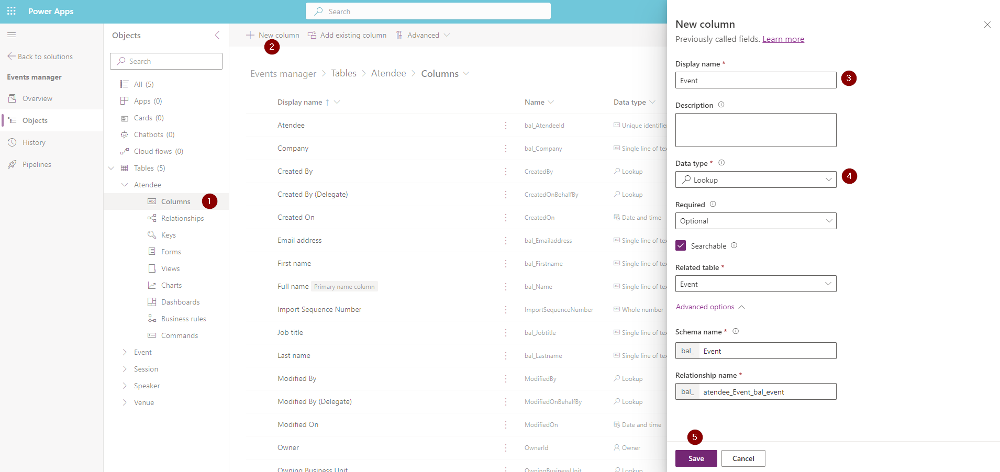 Power Apps
Search
Back to solutions
Events manager
Overview
Objects
History
Pipelines
Objects
Search
All (5)
Apps (0)
Cards (0)
Chatbots (0)
Cloud flows (0)
Tables (5)
Atendee
Columns 1
Relationships
Keys
Forms
Views
Charts
Dashboards
Business rules
Commands
Event
Session
Speaker
Venue
New column Add existing column Advanced
2
Events manager > Tables > Atendee > Columns
Display name ↑ Name Data type
Atendee bal_AtendeeId Unique identifie
Company bal_Company Abc Single line of tex
Created By CreatedBy Lookup
Created By (Delegate) CreatedOnBehalfBy Lookup
Created On CreatedOn Date and time
Email address bal_Emailaddress Abc Single line of tex
First name bal_Firstname Abc Single line of tex
Full name Primary name column bal_Name Abc Single line of tex
Import Sequence Number ImportSequenceNumber 123 Whole number
Job title bal_Jobtitle Abc Single line of tex
Last name bal_Lastname Abc Single line of tex
Modified By ModifiedBy Lookup
Modified By (Delegate) ModifiedOnBehalfBy Lookup
Modified On ModifiedOn Date and time
Owner OwnerId Owner
Owning Business Unit OwningBusinessUnit Lookup
New column
Previously called fields. Learn more
Display name *
Event 3
Description
Data type *
Lookup 4
Required
Optional
Searchable
Related table *
Event
Advanced options
Schema name *
bal_ Event
Relationship name *
bal_ atendee_Event_bal_event
5
Save Cancel